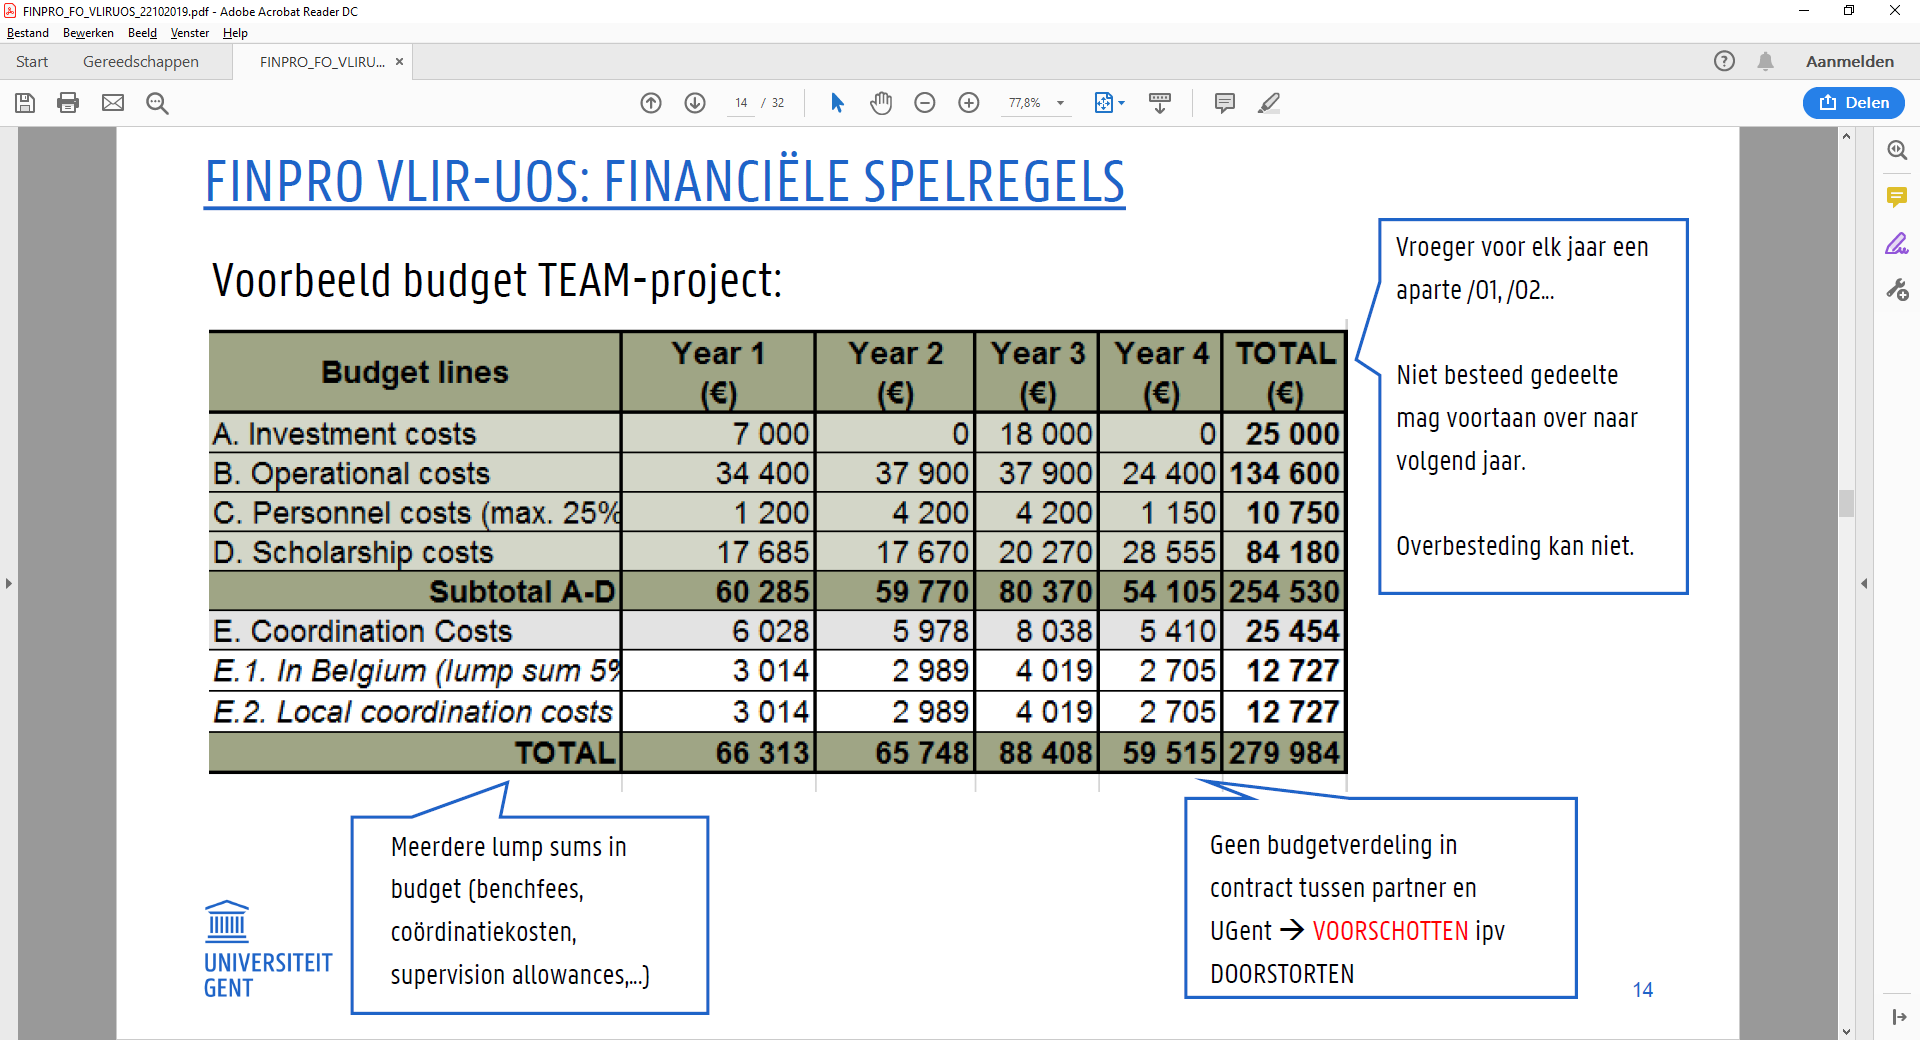 FINPRO_FO_VLIRUOS_22102019.pdf - Adobe Acrobat Reader DC
Bestand Bewerken Beeld Venster Help
Start Gereedschappen FINPRO_FO_VLIRU... × Aanmelden
14 / 32 77,8% Delen
FINPRO VLIR-UOS: FINANCIËLE SPELREGELS
Voorbeeld budget TEAM-project:
Budget lines Year 1 (€) Year 2 (€) Year 3 (€) Year 4 (€) TOTAL (€)
A. Investment costs 7 000 0 18 000 0 25 000
B. Operational costs 34 400 37 900 37 900 24 400 134 600
C. Personnel costs (max. 25% 1 200 4 200 4 200 1 150 10 750
D. Scholarship costs 17 685 17 670 20 270 28 555 84 180
Subtotal A-D 60 285 59 770 80 370 54 105 254 530
E. Coordination Costs 6 028 5 978 8 038 5 410 25 454
E.1. In Belgium (lump sum 5% 3 014 2 989 4 019 2 705 12 727
E.2. Local coordination costs 3 014 2 989 4 019 2 705 12 727
TOTAL 66 313 65 748 88 408 59 515 279 984
Vroeger voor elk jaar een
aparte /01, /02...
Niet besteed gedeelte
mag voortaan over naar
volgend jaar.
Overbesteding kan niet.
Meerdere lump sums in
budget (benchfees,
coördinatiekosten,
supervision allowances,...)
Geen budgetverdeling in
contract tussen partner en
UGent → VOORSCHOTTEN ipv
DOORSTORTEN
UNIVERSITEIT
GENT
14